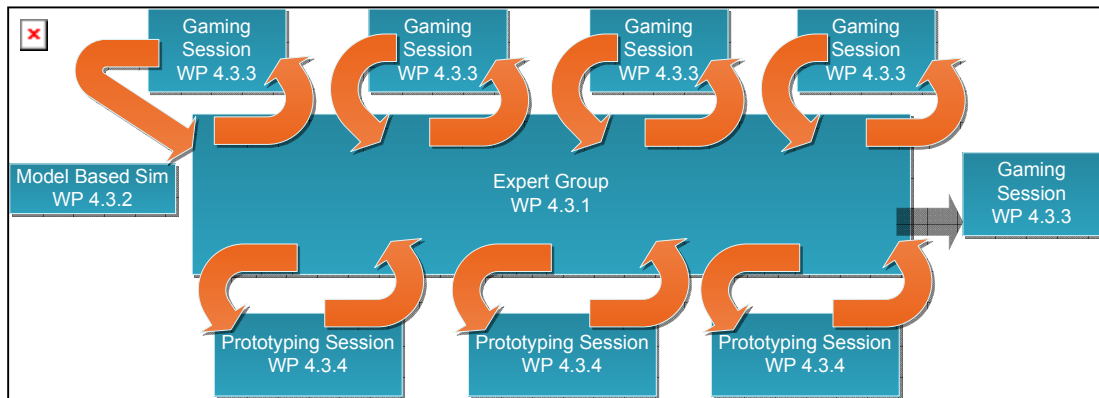 Gaming
Session
WP 4.3.3
Gaming
Session
WP 4.3.3
Gaming
Session
WP 4.3.3
Gaming
Session
WP 4.3.3
Model Based Sim
WP 4.3.2
Expert Group
WP 4.3.1
Gaming
Session
WP 4.3.3
Prototyping Session
WP 4.3.4
Prototyping Session
WP 4.3.4
Prototyping Session
WP 4.3.4